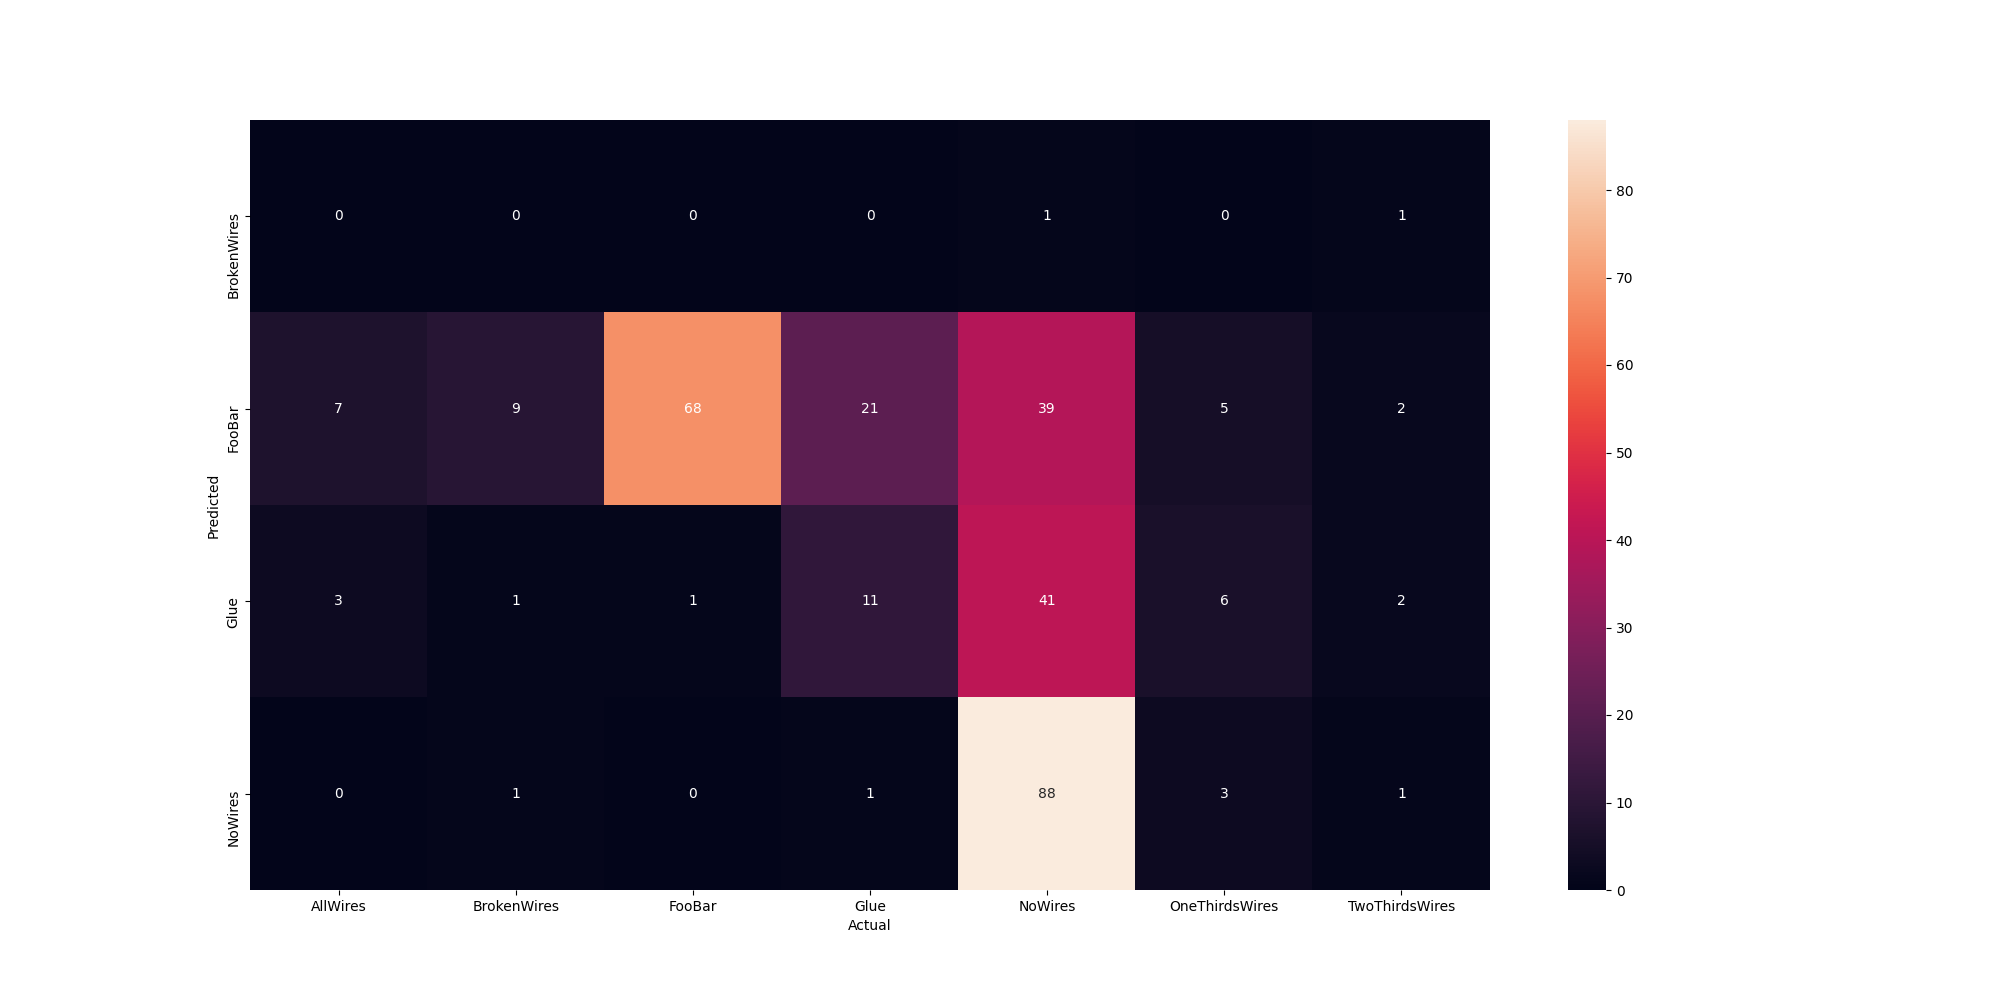 80
70
60
50
40
30
20
10
0
Predicted
BrokenWires 0 0 0 0 1 0 1
FooBar 7 9 68 21 39 5 2
Glue 3 1 1 11 41 6 2
NoWires 0 1 0 1 88 3 1
AllWires BrokenWires FooBar Glue NoWires OneThirdsWires TwoThirdsWires
Actual